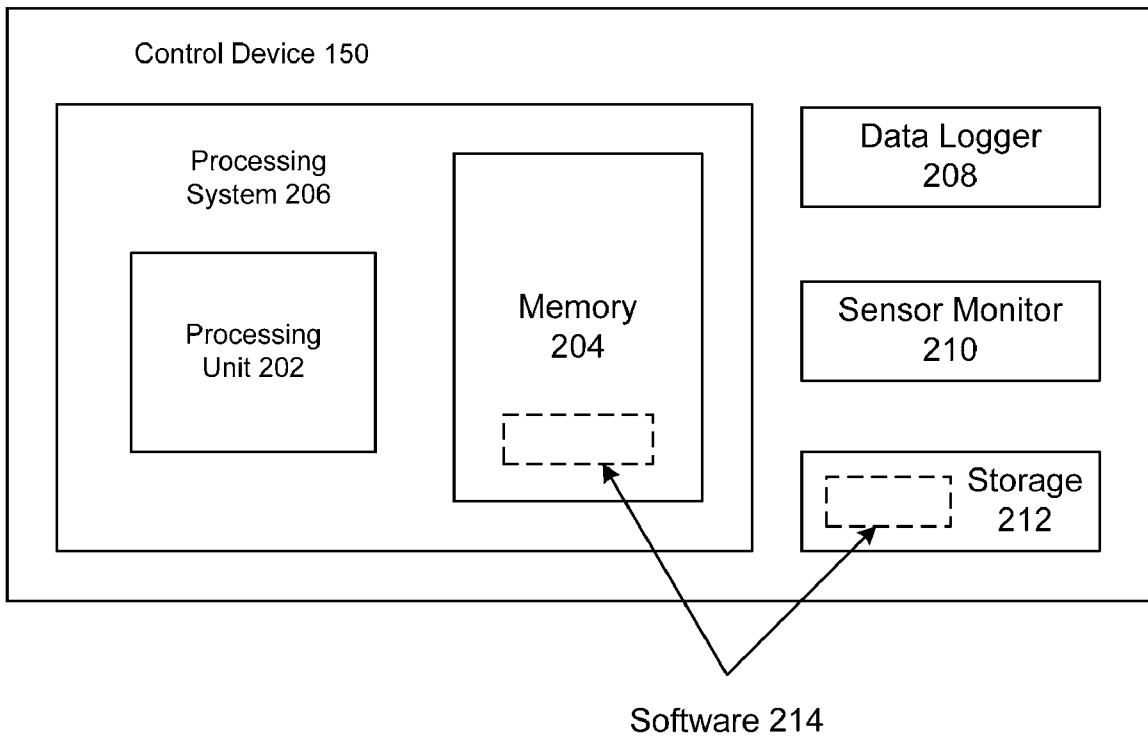 Control Device 150
Processing
System 206
Processing
Unit 202
Memory
204
Data Logger
208
Sensor Monitor
210
Storage
212
Software 214